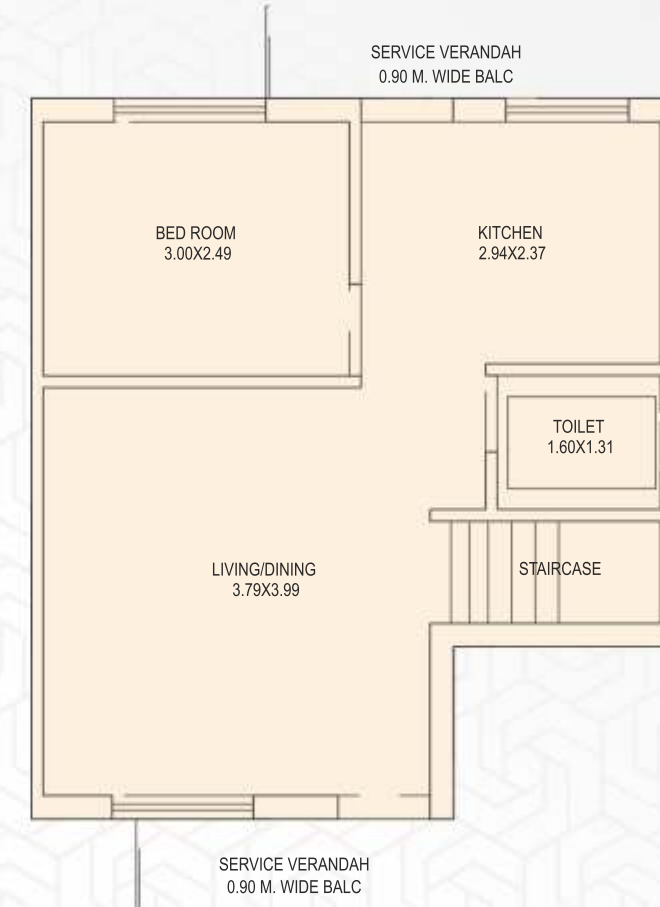 SERVICE VERANDAH
0.90 M. WIDE BALC
BED ROOM
3.00X2.49
KITCHEN
2.94X2.37
TOILET
1.60X1.31
LIVING/DINING
3.79X3.99
STAIRCASE
SERVICE VERANDAH
0.90 M. WIDE BALC